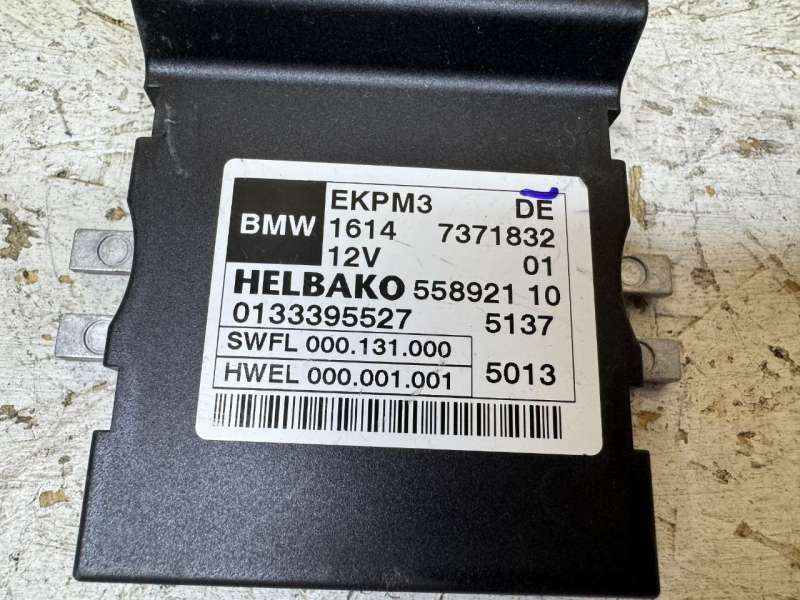 BMW EKPM3 DE
1614 7371832
12V 01
HELBAKO 558921 10
0133395527 5137
SWFL 000.131.000
HWEL 000.001.001 5013